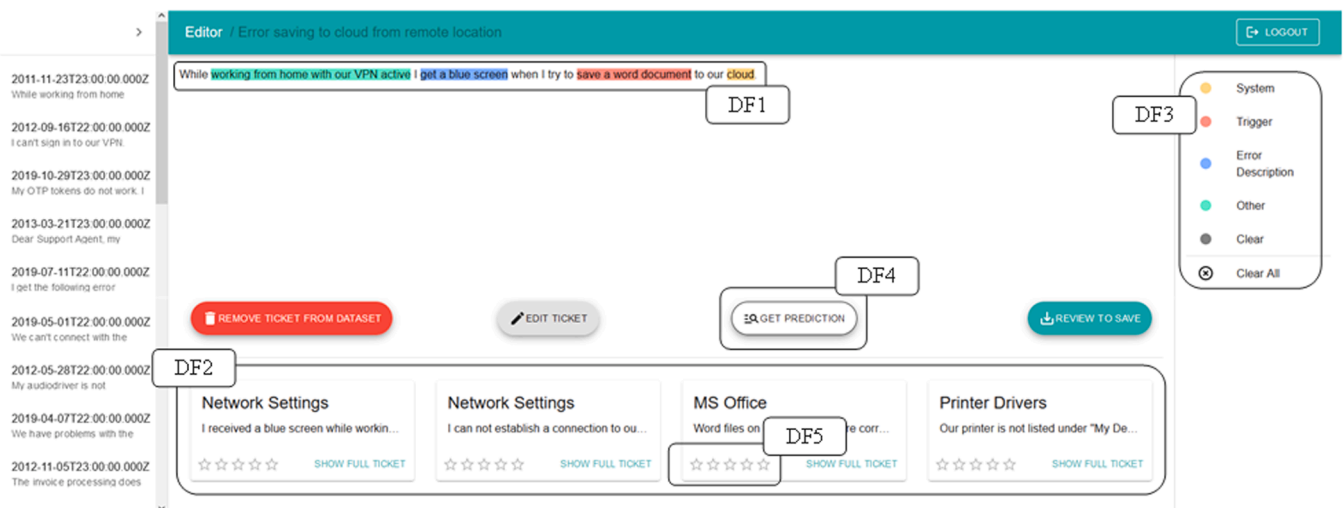 Editor / Error saving to cloud from remote location
LOGOUT
2011-11-23T23:00:00.000Z
While working from home
2012-09-16T22:00:00.000Z
I can't sign in to our VPN.
2019-10-29T23:00:00.000Z
My OTP tokens do not work. I
2013-03-21T23:00:00.000Z
Dear Support Agent, my
2019-07-11T22:00:00.000Z
I get the following error
2019-05-01T22:00:00.000Z
We can't connect with the
2012-05-28T22:00:00.000Z
My audiodriver is not
2019-04-07T22:00:00.000Z
We have problems with the
2012-11-05T23:00:00.000Z
The invoice processing does
While working from home with our VPN active I get a blue screen when I try to save a word document to our cloud.
DF1
DF3
System
Trigger
Error
Description
Other
Clear
Clear All
DF4
REMOVE TICKET FROM DATASET
EDIT TICKET
GET PREDICTION
REVIEW TO SAVE
DF2
Network Settings
I received a blue screen while workin...
SHOW FULL TICKET
Network Settings
I can not establish a connection to ou...
SHOW FULL TICKET
MS Office
Word files on re corr...
DF5
SHOW FULL TICKET
Printer Drivers
Our printer is not listed under "My De...
SHOW FULL TICKET